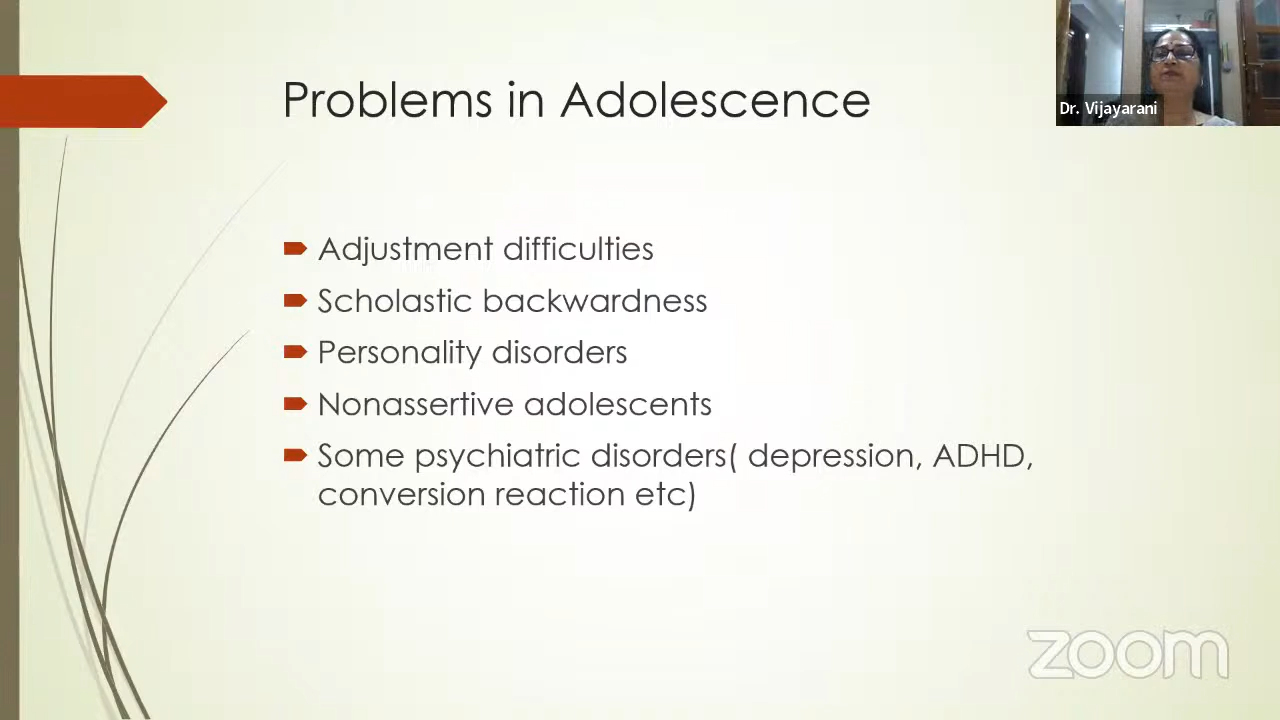 Problems in Adolescence
Dr. Vijayarani
Adjustment difficulties
Scholastic backwardness
Personality disorders
Nonassertive adolescents
Some psychiatric disorders( depression, ADHD,
conversion reaction etc)
zoom